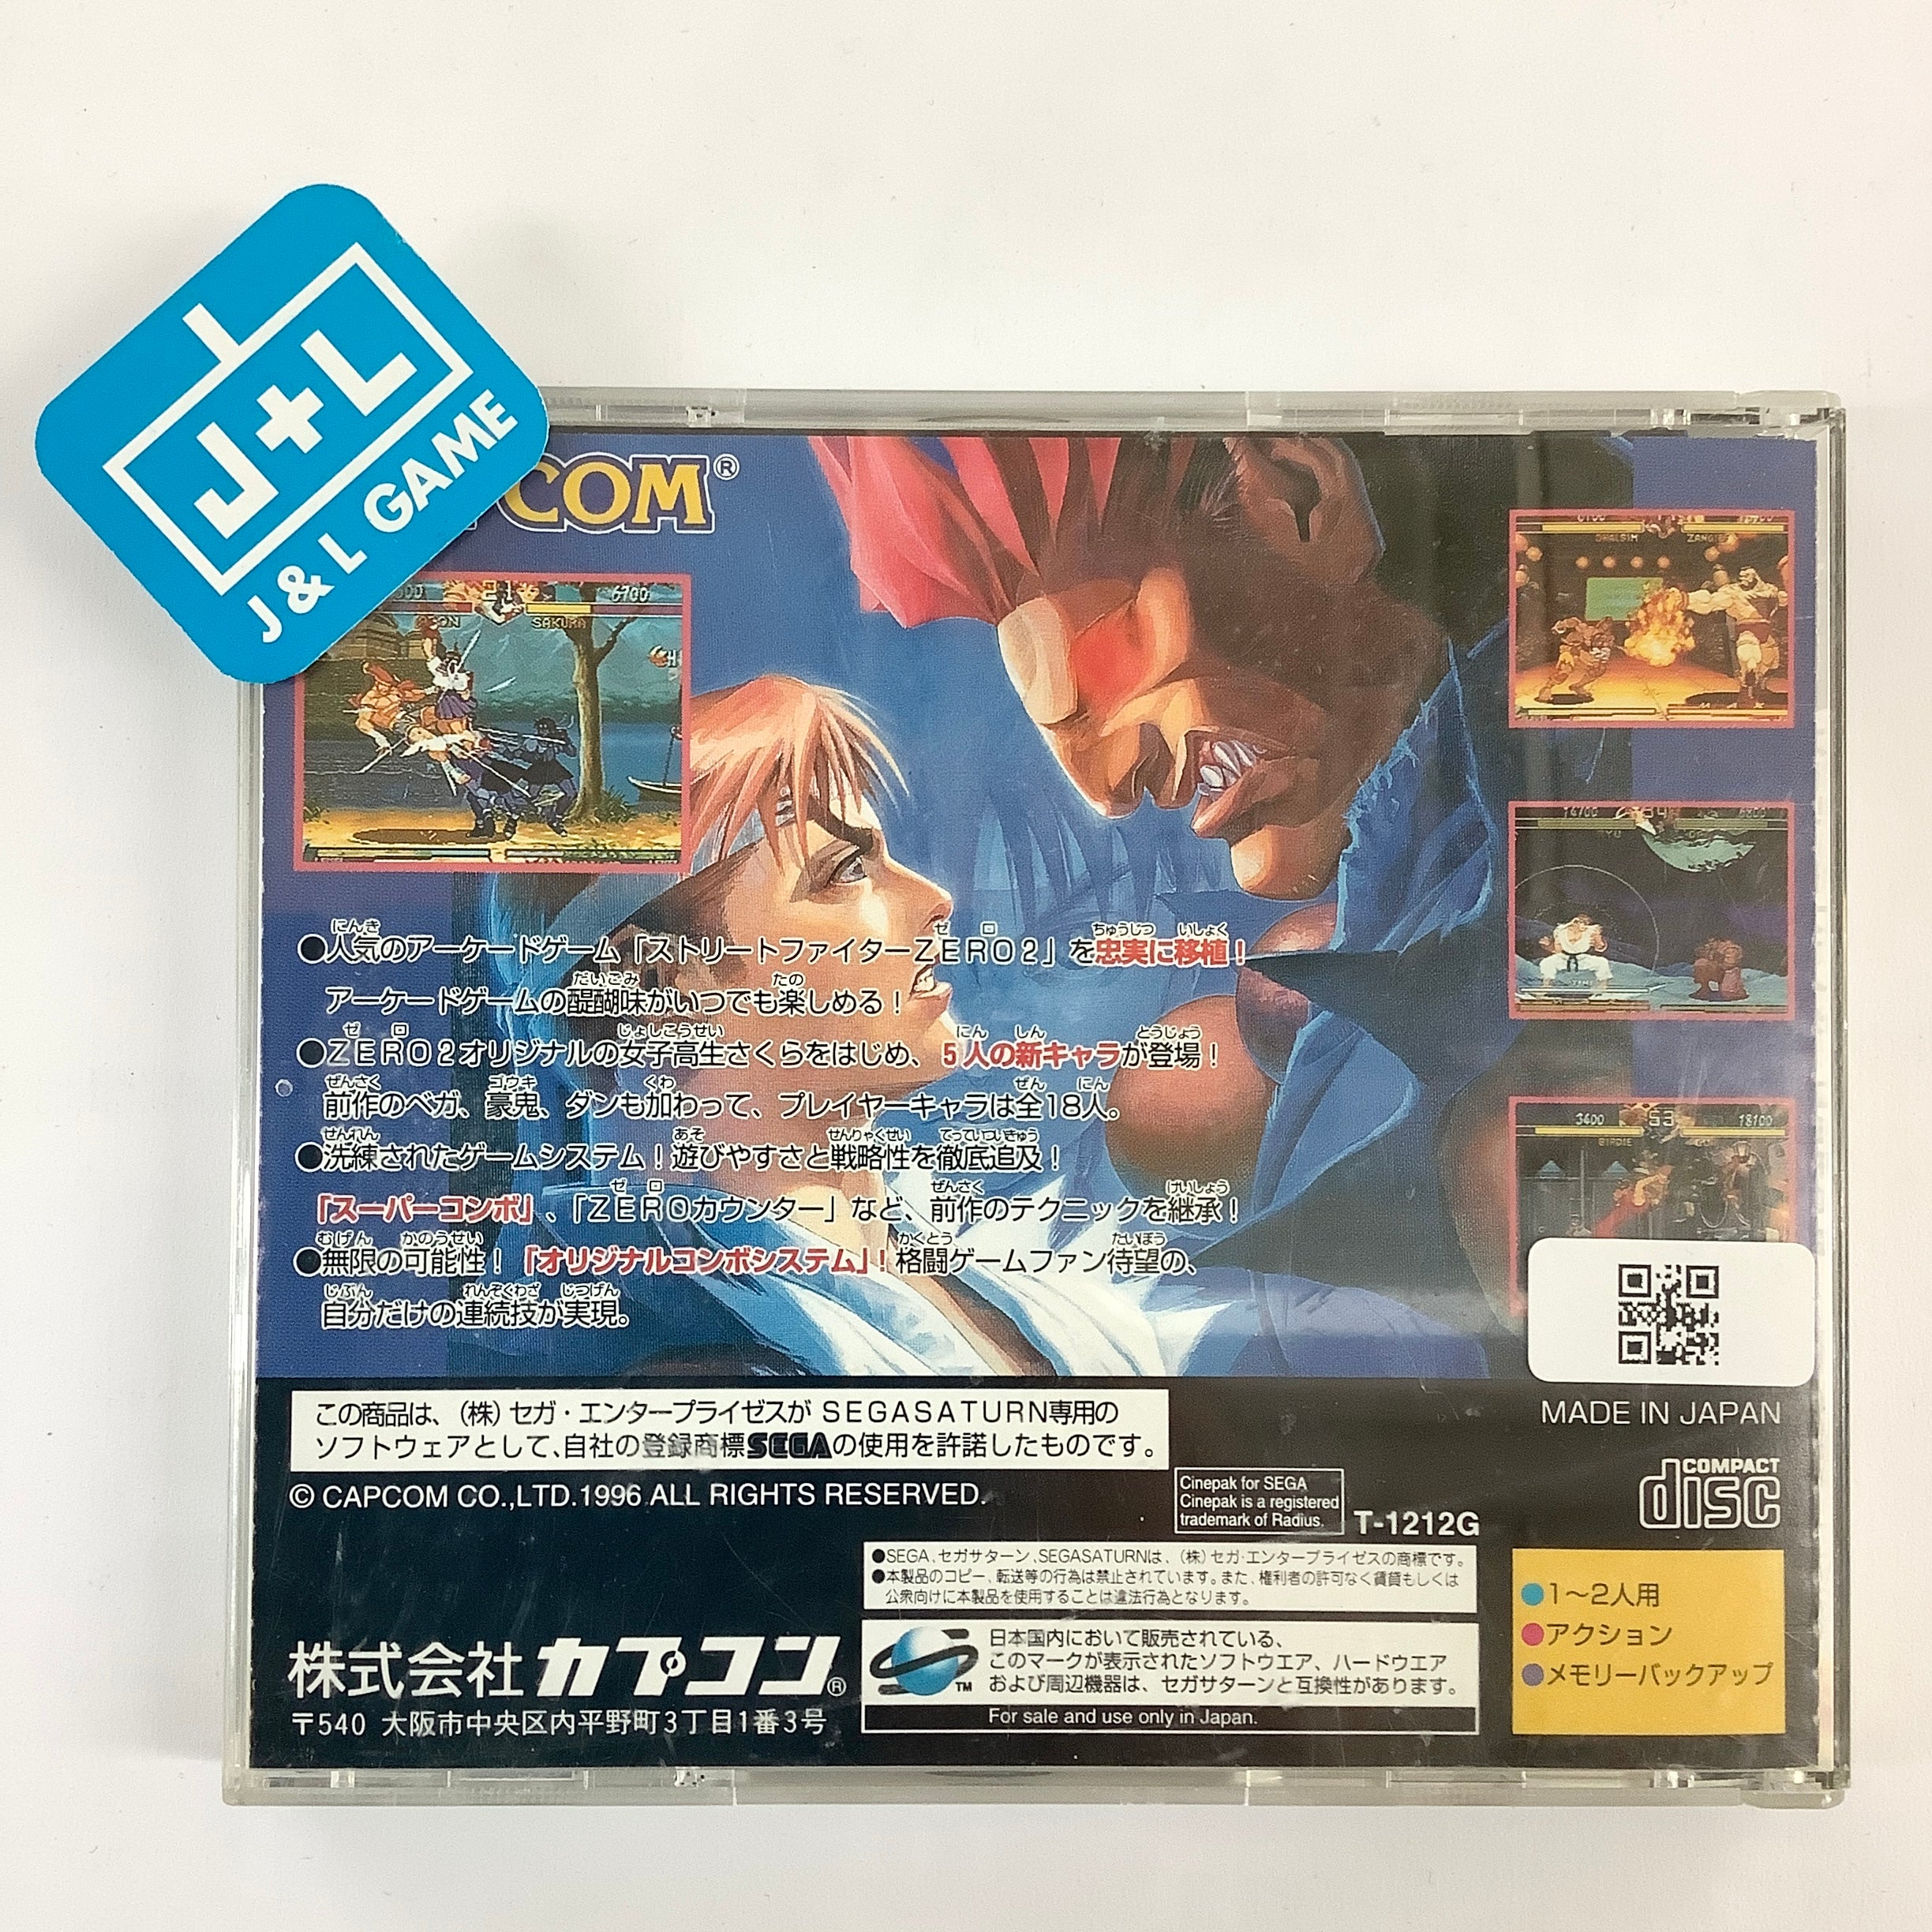 J+L
J & L GAME
COM®
6700
SAKURA
DHALSIM
人気のアーケードゲーム「ストリートファイターZERO2」を忠実に移植！
アーケードゲームの醍醐味がいつでも楽しめる！
●ZERO2オリジナルの女子高生さくらをはじめ、5人の新キャラが登場！
前作のベガ、豪鬼、ダンも加わって、プレイヤーキャラは全18人。
●洗練されたゲームシステム！遊びやすさと戦略性を徹底追及！
「スーパーコンボ」、「ZEROカウンター」など、前作のテクニックを継承！
●無限の可能性！「オリジナルコンボシステム」！格闘ゲームファン待望の、
自分だけの連続技が実現。
3400 53 18100
BIRDIE
この商品は、（株）セガ・エンタープライゼスが SEGASATURN専用の
ソフトウェアとして、自社の登録商標SEGAの使用を許諾したものです。
© CAPCOM CO.,LTD.1996 ALL RIGHTS RESERVED.
Cinepak for SEGA
Cinepak is a registered
trademark of Radius.
T-1212G
MADE IN JAPAN
COMPACT
disc
●SEGA、セガサターン、SEGASATURNは、（株）セガ・エンタープライゼスの商標です。
●本製品のコピー、転送等の行為は禁止されています。また、権利者の許可なく賃貸もしくは
公衆向けに本製品を使用することは違法行為となります。
日本国内において販売されている、
このマークが表示されたソフトウエア、ハードウエア
および周辺機器は、セガサターンと互換性があります。
TM
For sale and use only in Japan.
●1～2人用
●アクション
●メモリーバックアップ
株式会社カプコン®
〒540 大阪市中央区内平野町3丁目1番3号